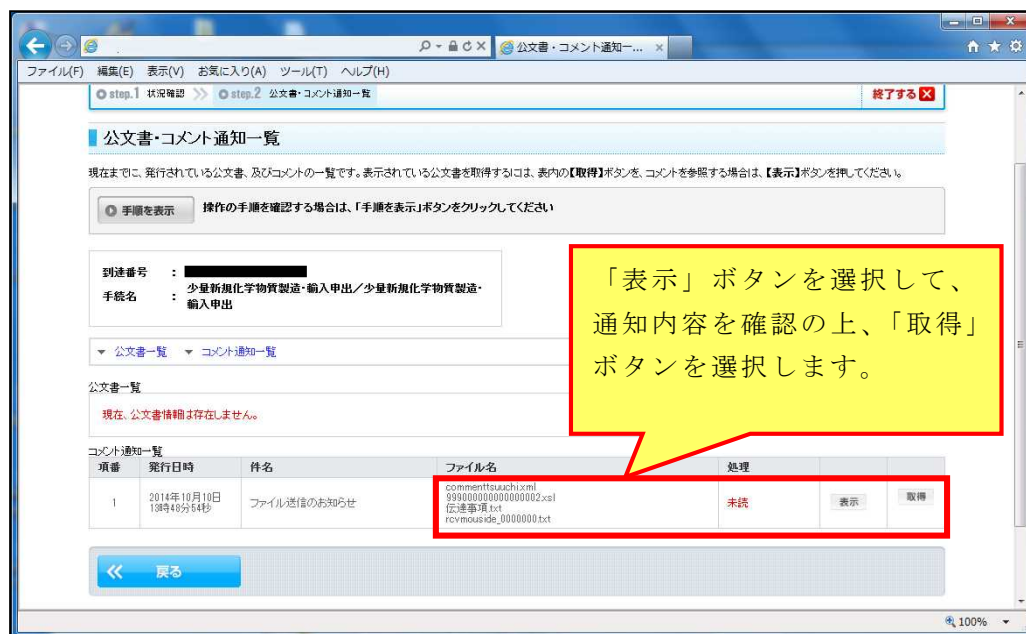 公文書・コメント通知一...
ファイル(F) 編集(E) 表示(V) お気に入り(A) ツール(T) ヘルプ(H)
step.1 状況確認 step.2 公文書・コメント通知一覧 終了する
公文書・コメント通知一覧
現在までに、発行されている公文書、及びコメントの一覧です。表示されている公文書を取得するには、表内の【取得】ボタンを、コメントを参照する場合は、【表示】ボタンを押してください。
手順を表示 操作の手順を確認する場合は、「手順を表示」ボタンをクリックしてください
到達番号 :
手続名 : 少量新規化学物質製造・輸入申出/少量新規化学物質製造・
輸入申出
「表示」ボタンを選択して、
通知内容を確認の上、「取得」
ボタンを選択します。
公文書一覧 コメント通知一覧
公文書一覧
現在、公文書情報は存在しません。
コメント通知一覧
項番 発行日時 件名 ファイル名 処理
1 2014年10月10日
13時48分54秒 ファイル送信のお知らせ commenttsuuchi.xml
999000000000000002.xsl
伝達事項.txt
rcvmouside_0000000.txt
未読 表示 取得
戻る
100%